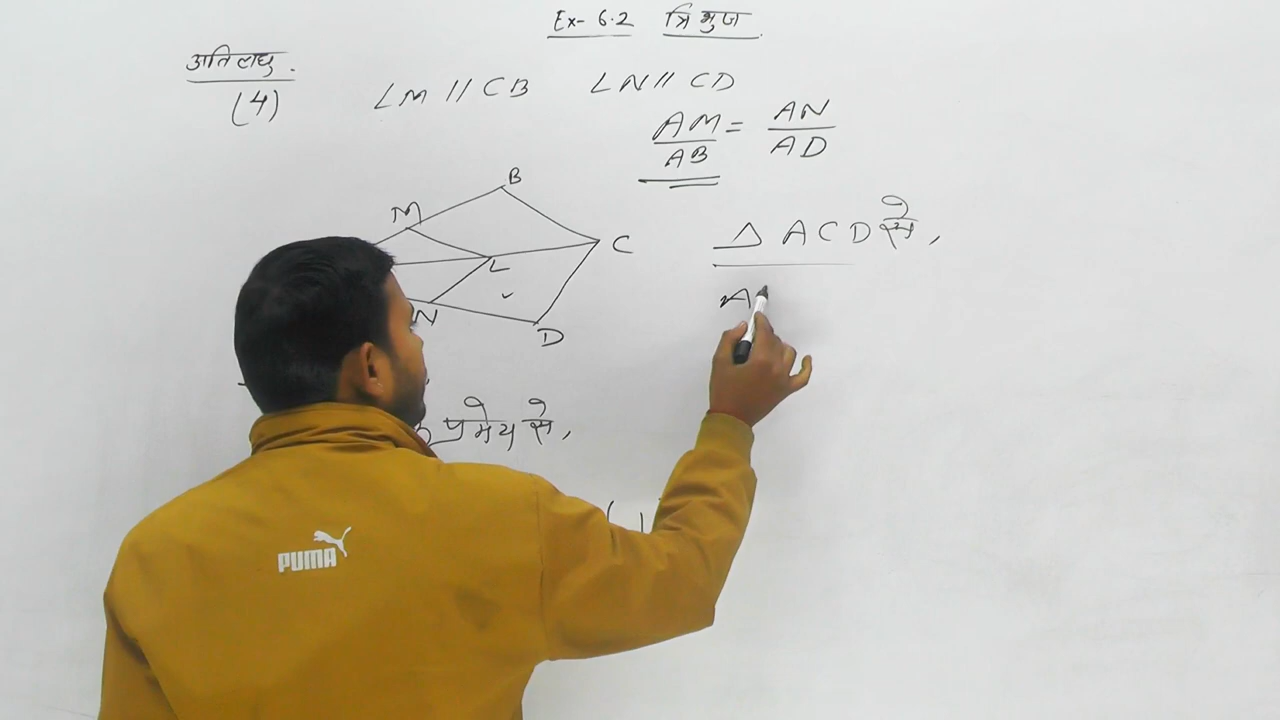 Ex- 6.2 त्रिभुज.
अतिलघु.
(4)
LM // CB LN // CD
AM/AB = AN/AD
B
M
C
L
N
D
Δ ACD से,
A
प्रमेय से,
PUMA